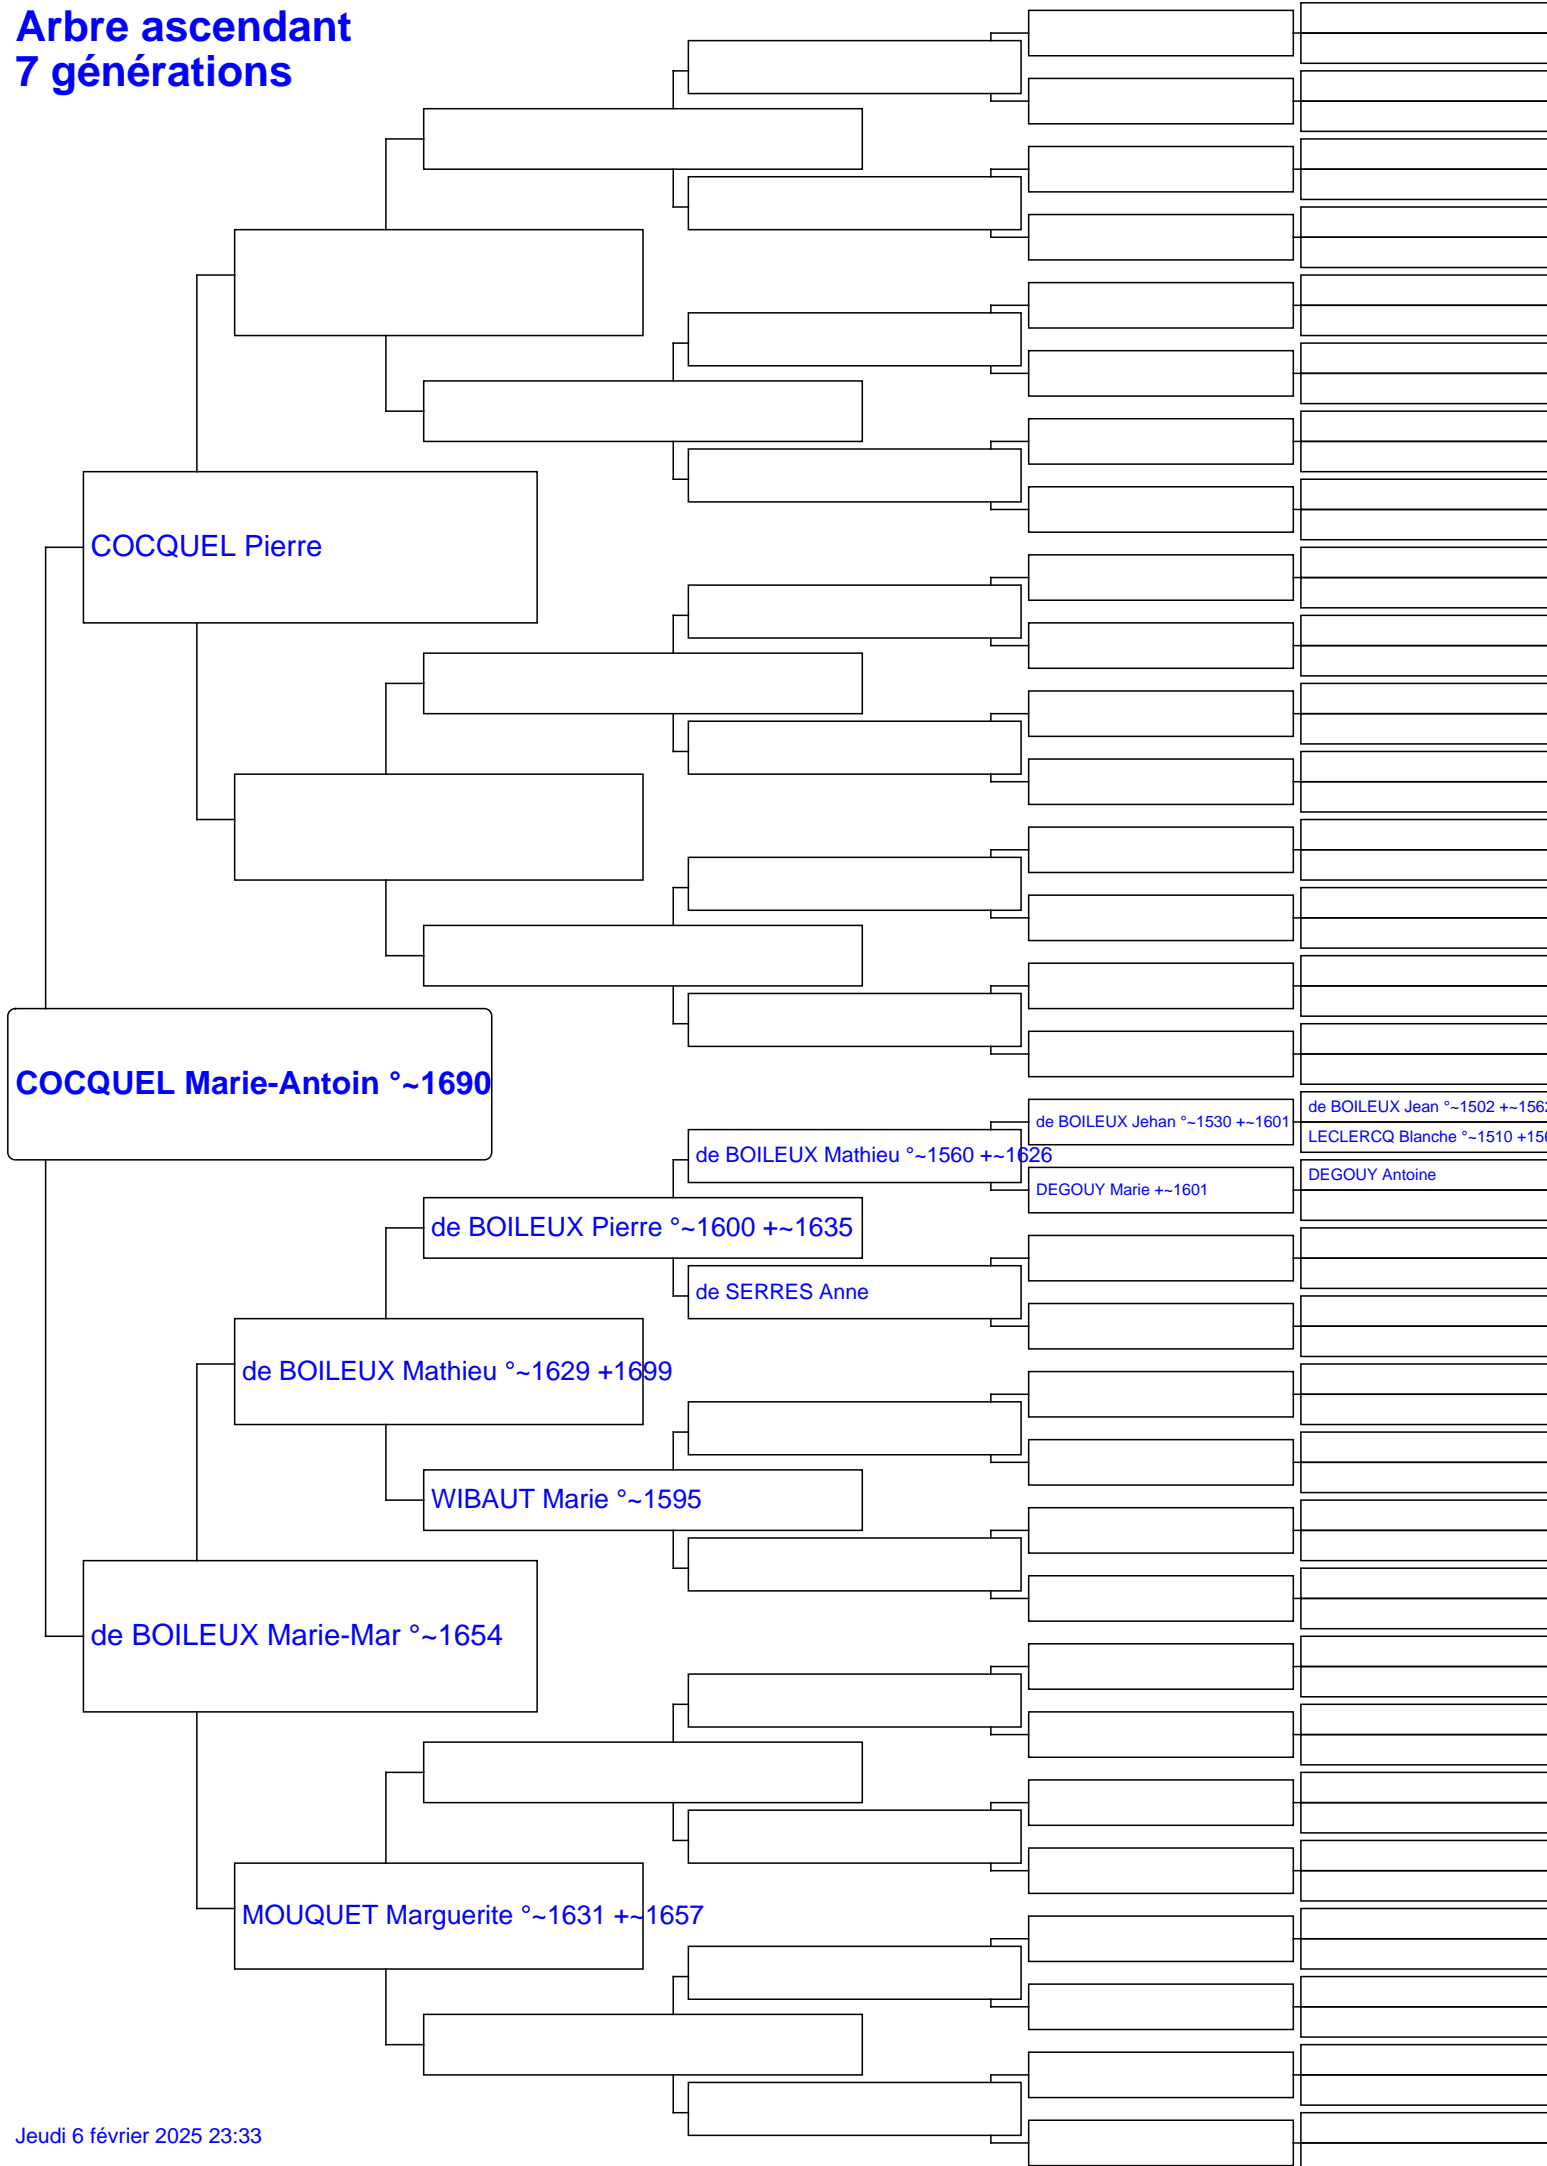 Arbre ascendant
7 générations
COCQUEL Pierre
COCQUEL Marie-Antoin °~1690
de BOILEUX Jean °~1502 +~1562
de BOILEUX Jehan °~1530 +~1601
LECLERCQ Blanche °~1510 +156
de BOILEUX Mathieu °~1560 +~1626
DEGOUY Antoine
DEGOUY Marie +~1601
de BOILEUX Pierre °~1600 +~1635
de SERRES Anne
de BOILEUX Mathieu °~1629 +1699
WIBAUT Marie °~1595
de BOILEUX Marie-Mar °~1654
MOUQUET Marguerite °~1631 +~1657
Jeudi 6 février 2025 23:33